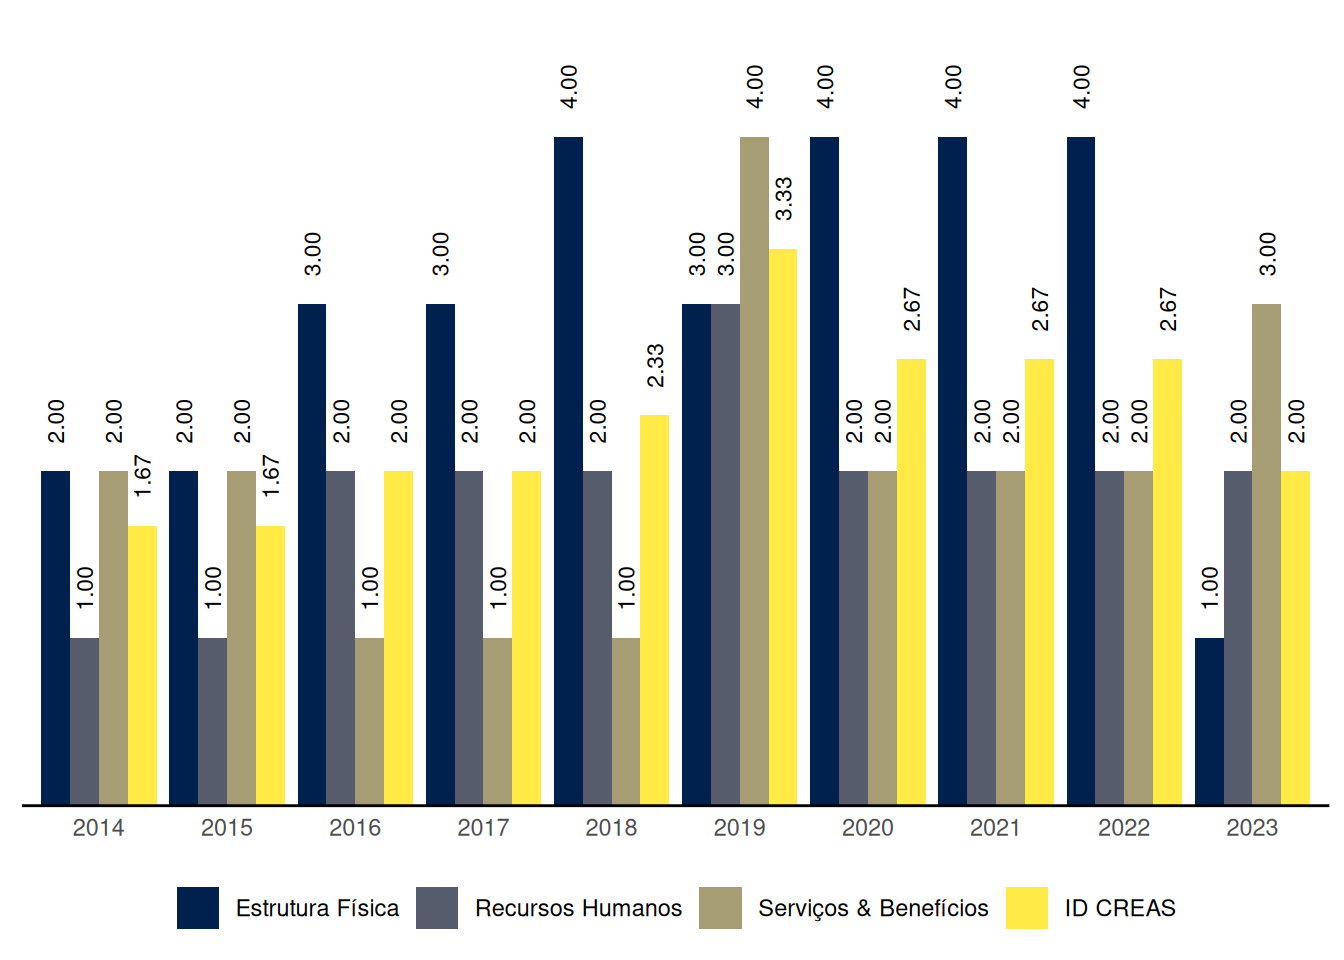 4.00 4.00 4.00 4.00 4.00
3.33
3.00 3.00 3.00 3.00 3.00
2.67 2.67 2.67
2.33
2.00 2.00 2.00 2.00 2.00 2.00 2.00 2.00 2.00 2.00 2.00 2.00 2.00 2.00 2.00 2.00 2.00
1.67 1.67
1.00 1.00 1.00 1.00 1.00 1.00
2014 2015 2016 2017 2018 2019 2020 2021 2022 2023
Estrutura Física Recursos Humanos Serviços & Benefícios ID CREAS